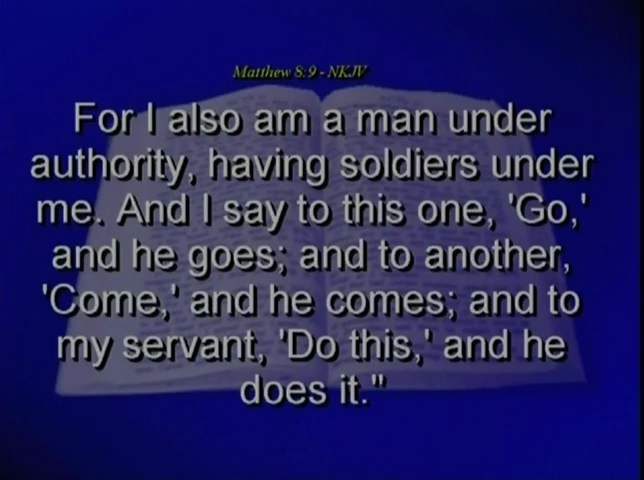 Matthew 8:9 - NKJV
For I also am a man under
authority, having soldiers under
me. And I say to this one, 'Go,'
and he goes; and to another,
'Come,' and he comes; and to
my servant, 'Do this,' and he
does it."